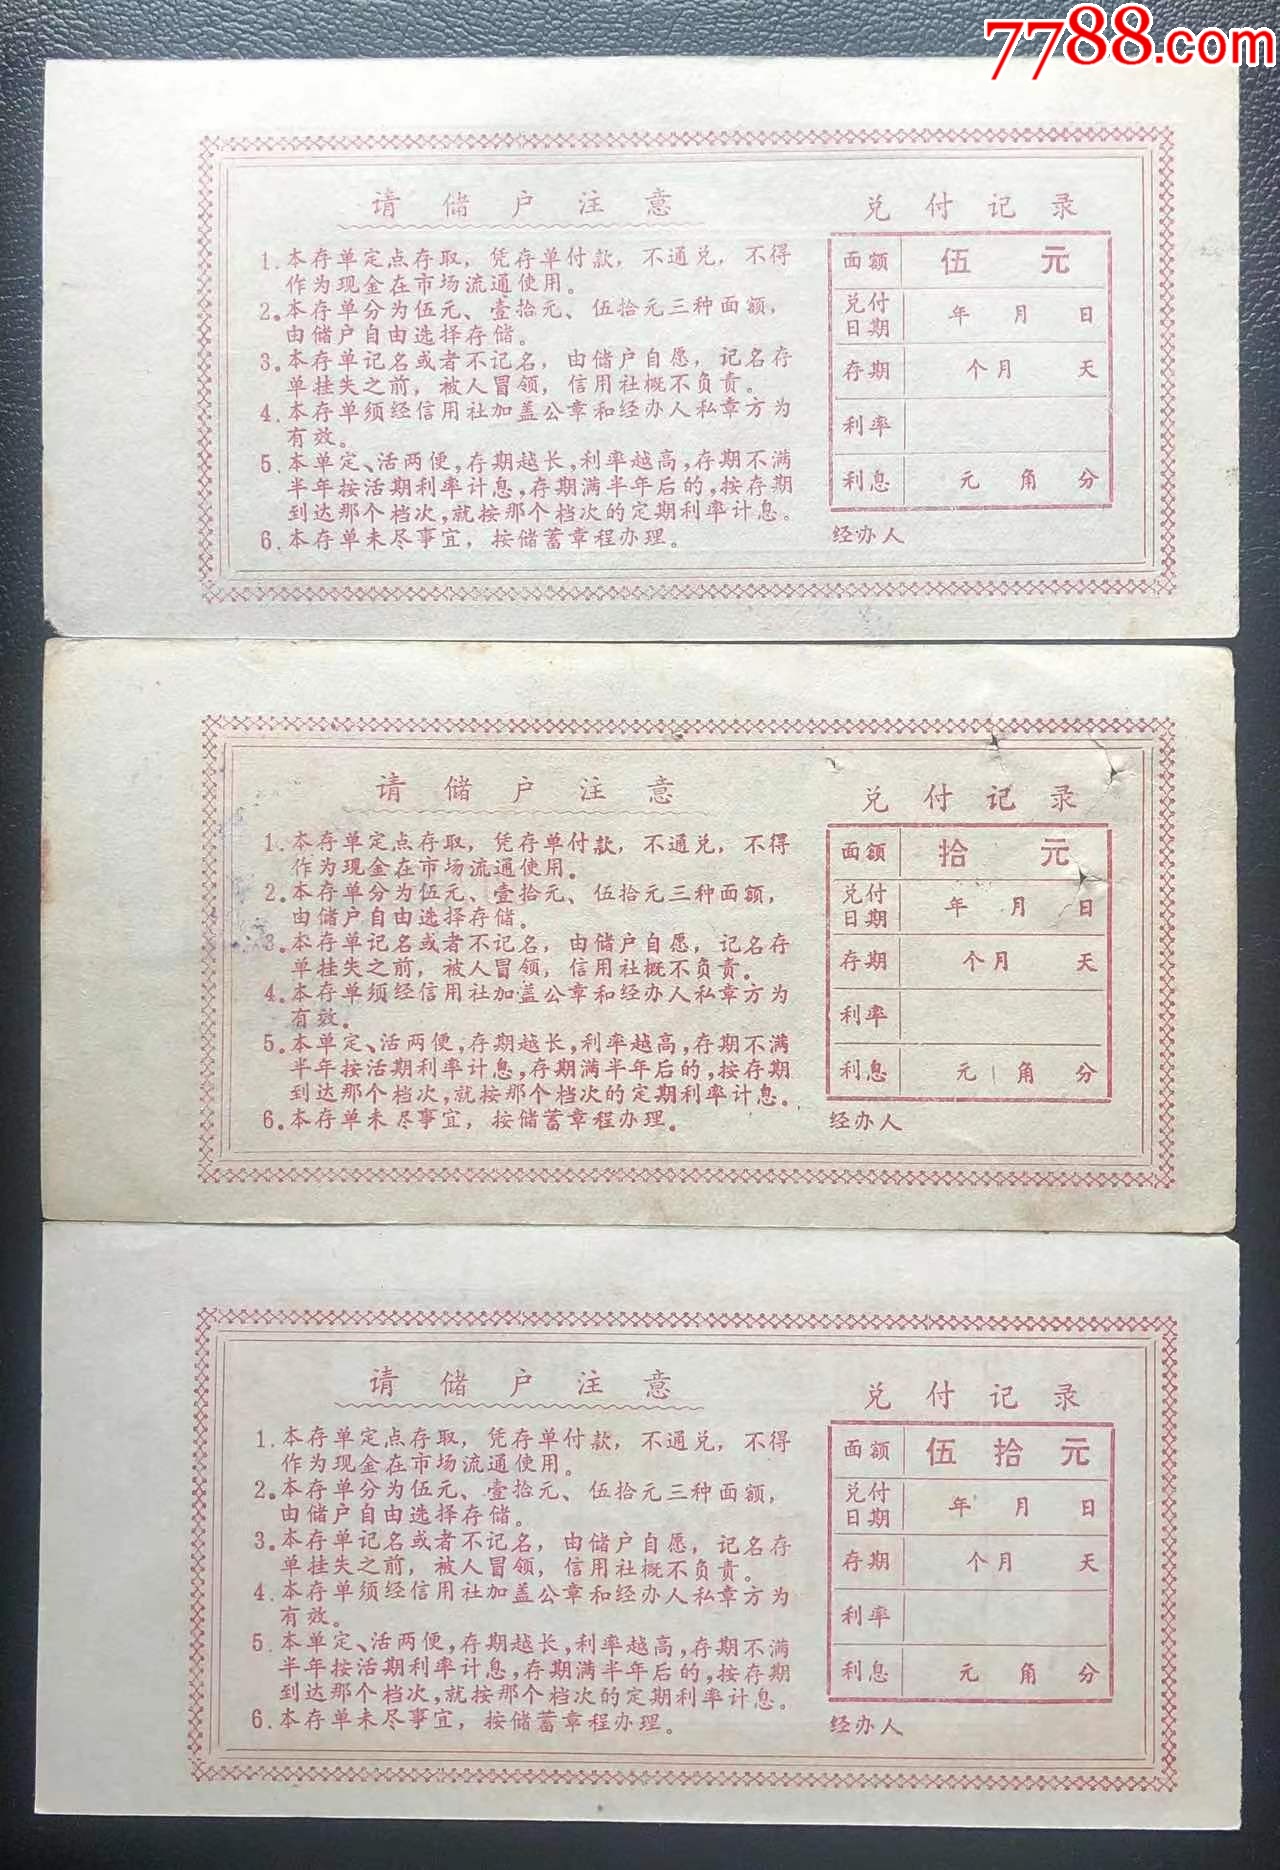 7788.com
请储户注意
1.本存单定点存取，凭存单付款，不通兑，不得
作为现金在市场流通使用。
2.本存单分为伍元、壹拾元、伍拾元三种面额，
由储户自由选择存储。
3.本存单记名或者不记名，由储户自愿，记名存
单挂失之前，被人冒领，信用社概不负责。
4.本存单须经信用社加盖公章和经办人私章方为
有效。
5.本单定、活两便，存期越长，利率越高，存期不满
半年按活期利率计息，存期满半年后的，按存期
到达那个档次，就按那个档次的定期利率计息。
6.本存单未尽事宜，按储蓄章程办理。
兑付记录
面额 伍元
兑付日期 年 月 日
存期 个月 天
利率
利息 元 角 分
经办人
请储户注意
1.本存单定点存取，凭存单付款，不通兑，不得
作为现金在市场流通使用。
2.本存单分为伍元、壹拾元、伍拾元三种面额，
由储户自由选择存储。
3.本存单记名或者不记名，由储户自愿，记名存
单挂失之前，被人冒领，信用社概不负责。
4.本存单须经信用社加盖公章和经办人私章方为
有效。
5.本单定、活两便，存期越长，利率越高，存期不满
半年按活期利率计息，存期满半年后的，按存期
到达那个档次，就按那个档次的定期利率计息。
6.本存单未尽事宜，按储蓄章程办理。
兑付记录
面额 拾元
兑付日期 年 月 日
存期 个月 天
利率
利息 元 角 分
经办人
请储户注意
1.本存单定点存取，凭存单付款，不通兑，不得
作为现金在市场流通使用。
2.本存单分为伍元、壹拾元、伍拾元三种面额，
由储户自由选择存储。
3.本存单记名或者不记名，由储户自愿，记名存
单挂失之前，被人冒领，信用社概不负责。
4.本存单须经信用社加盖公章和经办人私章方为
有效。
5.本单定、活两便，存期越长，利率越高，存期不满
半年按活期利率计息，存期满半年后的，按存期
到达那个档次，就按那个档次的定期利率计息。
6.本存单未尽事宜，按储蓄章程办理。
兑付记录
面额 伍拾元
兑付日期 年 月 日
存期 个月 天
利率
利息 元 角 分
经办人